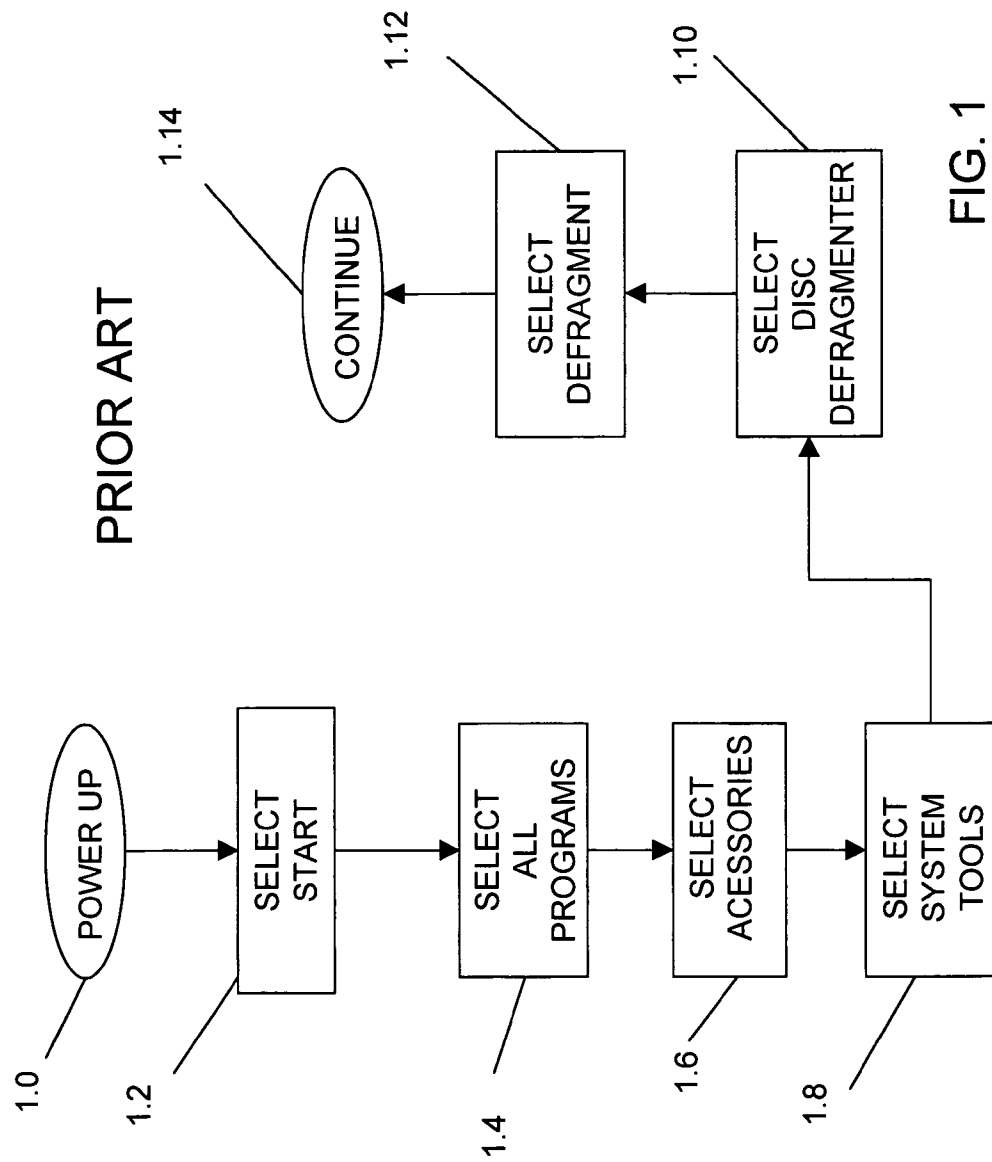 PRIOR ART
POWER UP
1.0
SELECT
START
1.2
SELECT
ALL
PROGRAMS
1.4
SELECT
ACESSORIES
1.6
SELECT
SYSTEM
TOOLS
1.8
SELECT
DISC
DEFRAGMENTER
1.10
SELECT
DEFRAGMENT
1.12
CONTINUE
1.14
FIG. 1